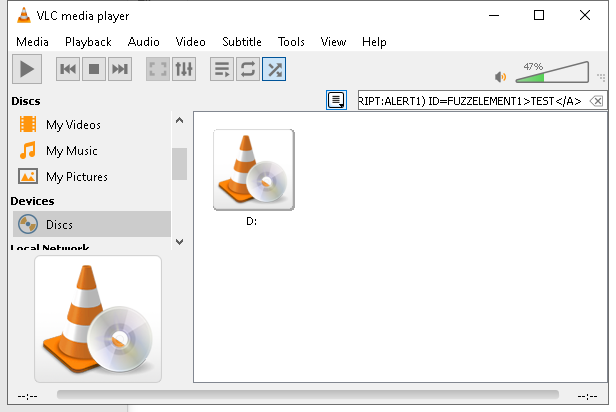 VLC media player
Media Playback Audio Video Subtitle Tools View Help
47%
Discs
RIPT:ALERT1) ID=FUZZELEMENT1>TEST</A>
My Videos
My Music
My Pictures
Devices
Discs
Local Network
D:
--:-- --:--